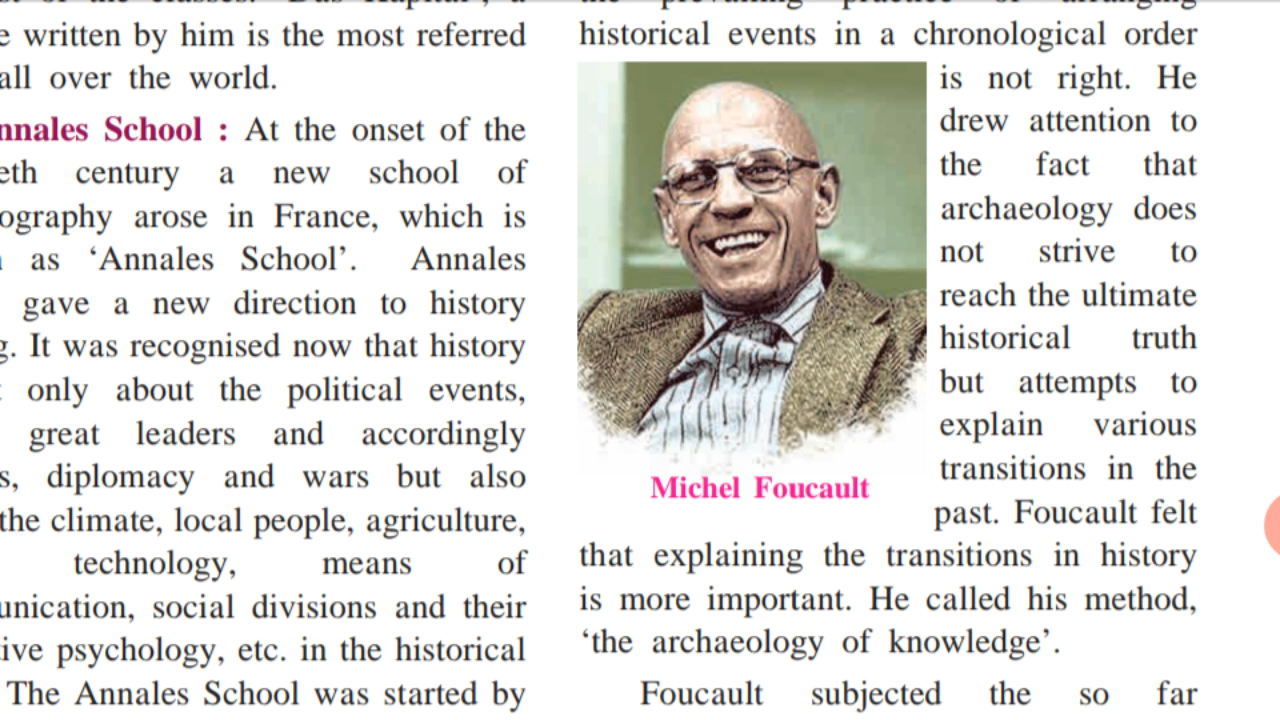 e written by him is the most referred
all over the world.
nnales School : At the onset of the
eth century a new school of
ography arose in France, which is
as ‘Annales School’. Annales
gave a new direction to history
g. It was recognised now that history
only about the political events,
great leaders and accordingly
s, diplomacy and wars but also
the climate, local people, agriculture,
technology, means of
unication, social divisions and their
tive psychology, etc. in the historical
The Annales School was started by
the prevailing practice of arranging
historical events in a chronological order
is not right. He
drew attention to
the fact that
archaeology does
not strive to
reach the ultimate
historical truth
but attempts to
explain various
transitions in the
past. Foucault felt
Michel Foucault
that explaining the transitions in history
is more important. He called his method,
‘the archaeology of knowledge’.
Foucault subjected the so far